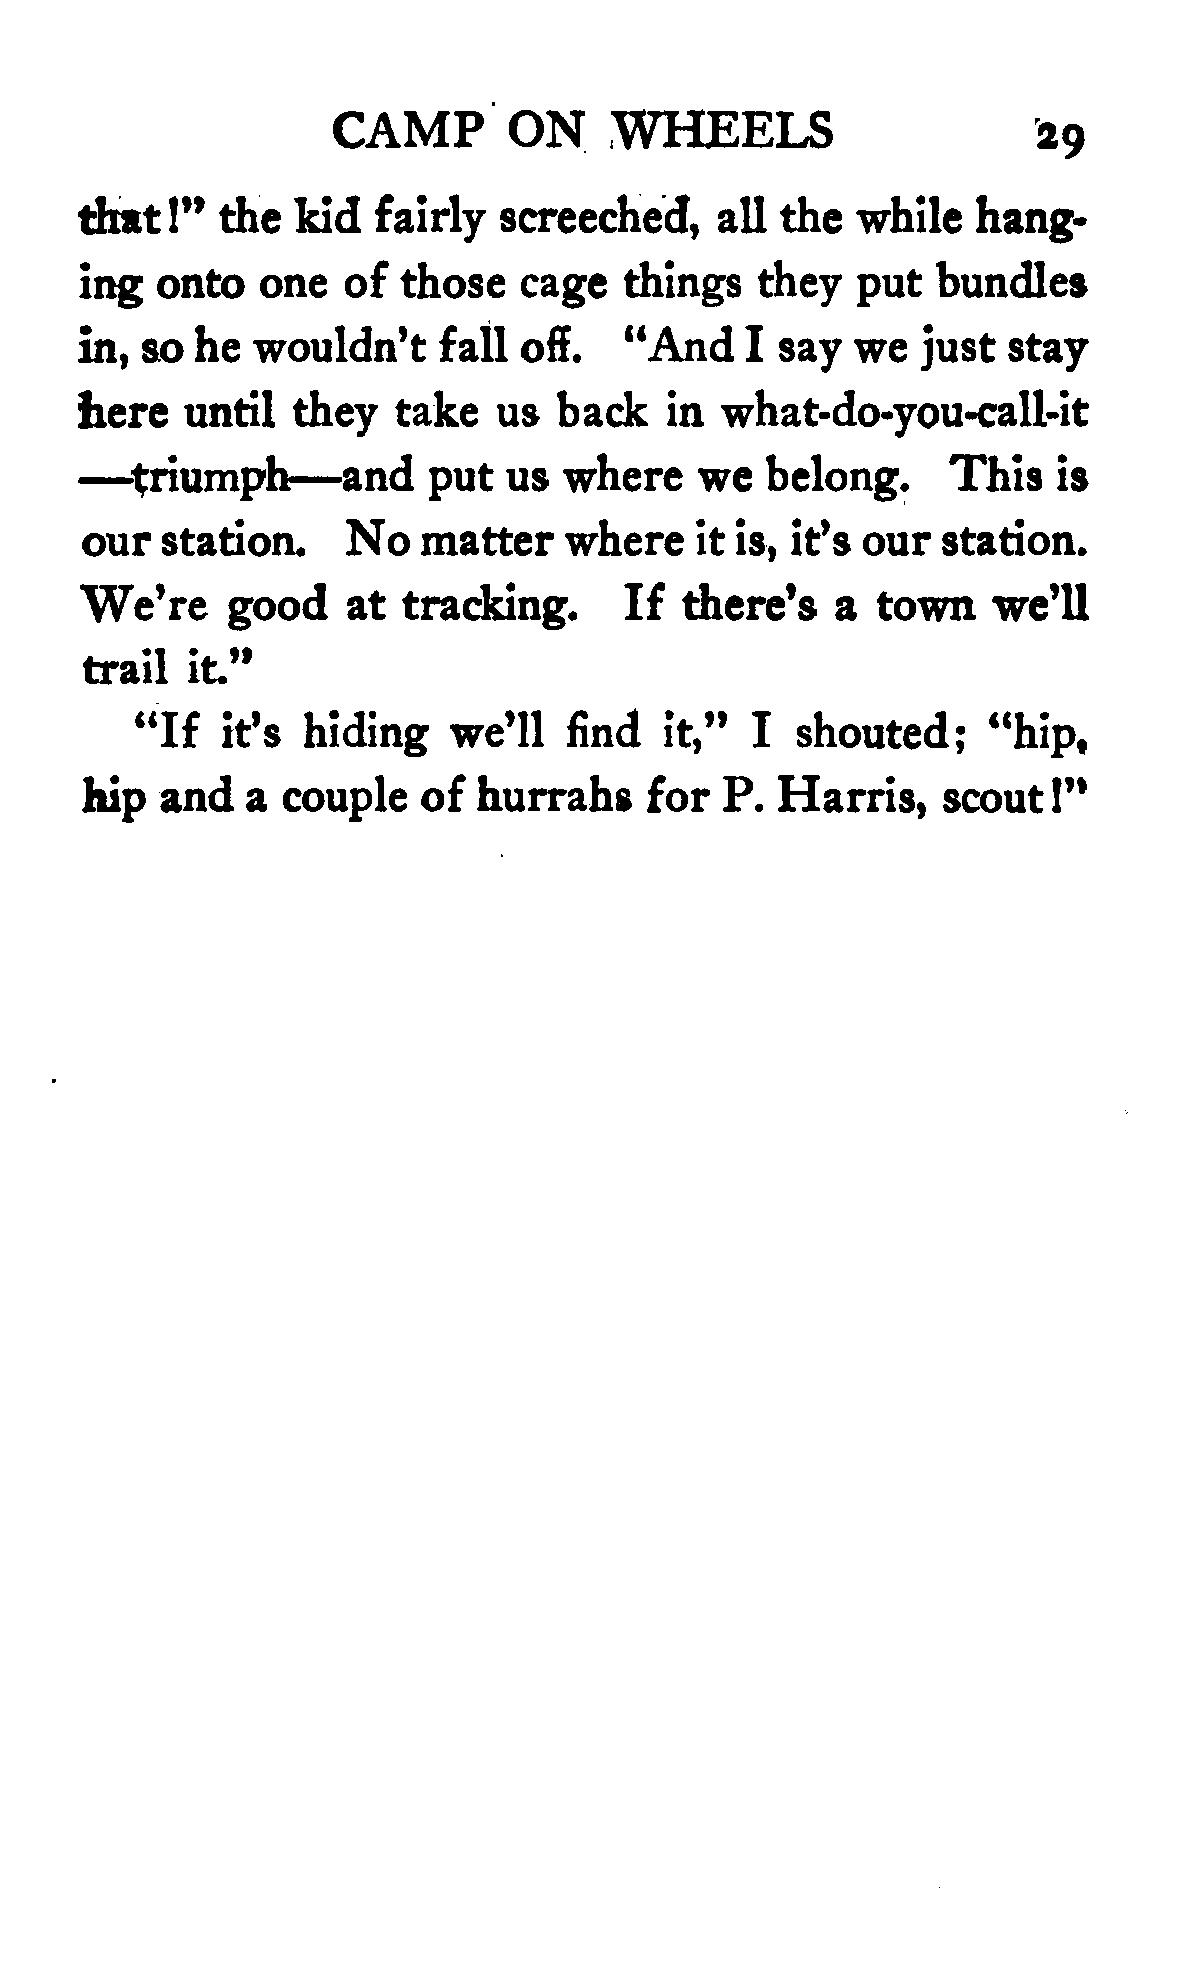 CAMP ON WHEELS 29
that!" the kid fairly screeched, all the while hang-
ing onto one of those cage things they put bundles
in, so he wouldn't fall off. "And I say we just stay
here until they take us back in what-do-you-call-it
—triumph—and put us where we belong. This is
our station. No matter where it is, it's our station.
We're good at tracking. If there's a town we'll
trail it."
"If it's hiding we'll find it," I shouted; "hip,
hip and a couple of hurrahs for P. Harris, scout!"